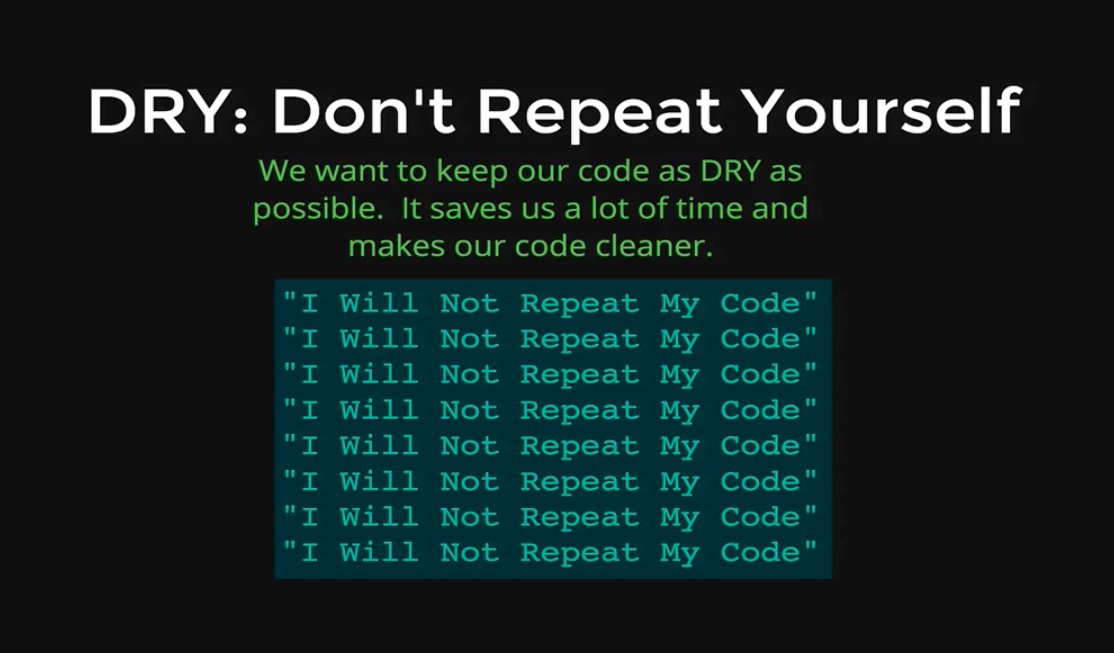 DRY: Don't Repeat Yourself
We want to keep our code as DRY as
possible.  It saves us a lot of time and
makes our code cleaner.
"I Will Not Repeat My Code"
"I Will Not Repeat My Code"
"I Will Not Repeat My Code"
"I Will Not Repeat My Code"
"I Will Not Repeat My Code"
"I Will Not Repeat My Code"
"I Will Not Repeat My Code"
"I Will Not Repeat My Code"